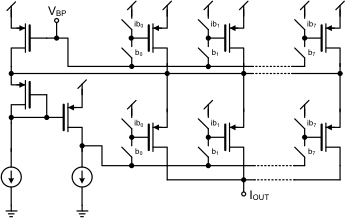 V_BP
ib₀ ib₁ ib₇
b₀ b₁ b₇
ib₀ ib₁ ib₇
b₀ b₁ b₇
I_OUT